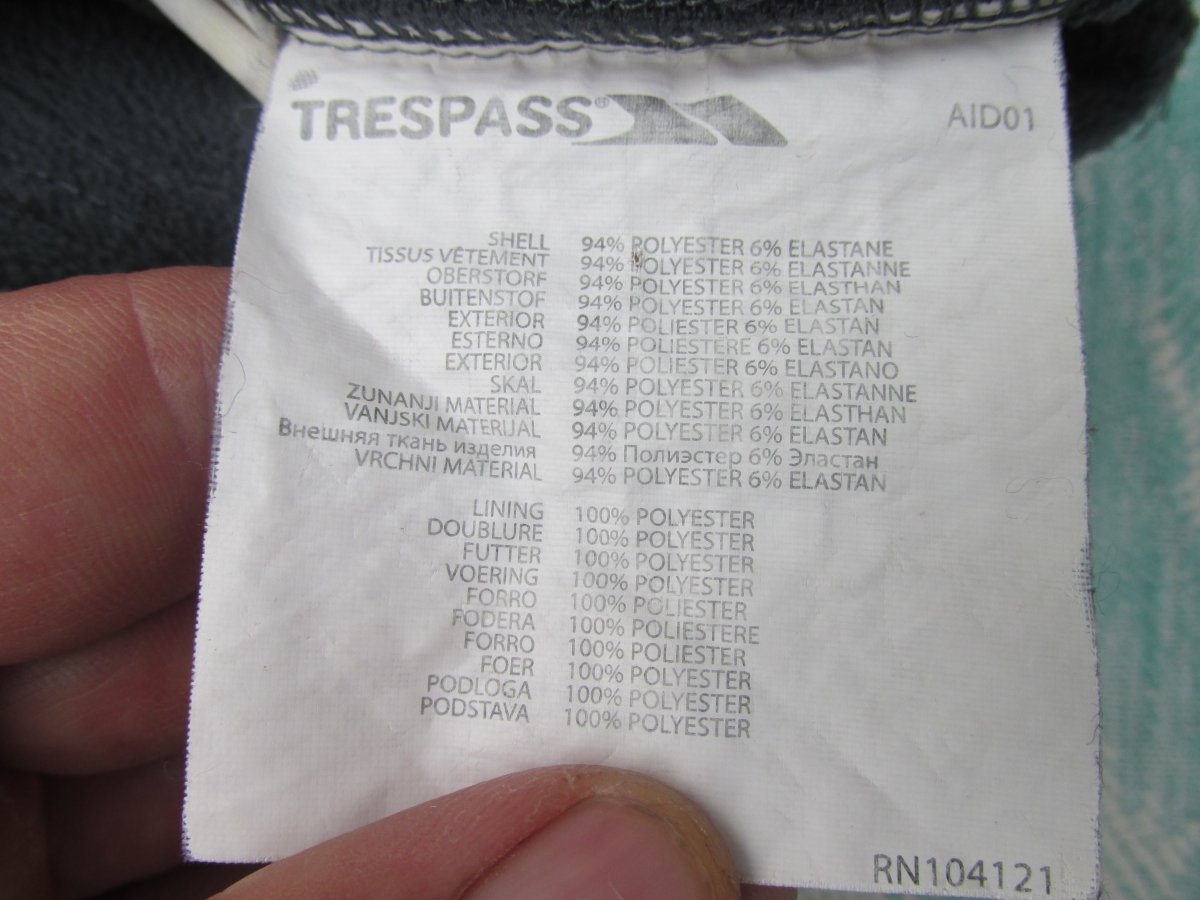 TRESPASS® AID01
SHELL 94% POLYESTER 6% ELASTANE
TISSUS VÊTEMENT 94% POLYESTER 6% ELASTANNE
OBERSTORF 94% POLYESTER 6% ELASTHAN
BUITENSTOF 94% POLYESTER 6% ELASTAN
EXTERIOR 94% POLIESTER 6% ELASTAN
ESTERNO 94% POLIESTERE 6% ELASTAN
EXTERIOR 94% POLIESTER 6% ELASTANO
SKAL 94% POLYESTER 6% ELASTANNE
ZUNANJI MATERIAL 94% POLYESTER 6% ELASTHAN
VANJSKI MATERIJAL 94% POLYESTER 6% ELASTAN
Внешняя ткань изделия 94% Полиэстер 6% Эластан
VRCHNI MATERIAL 94% POLYESTER 6% ELASTAN
LINING 100% POLYESTER
DOUBLURE 100% POLYESTER
FUTTER 100% POLYESTER
VOERING 100% POLYESTER
FORRO 100% POLIESTER
FODERA 100% POLIESTERE
FORRO 100% POLIESTER
FOER 100% POLYESTER
PODLOGA 100% POLYESTER
PODSTAVA 100% POLYESTER
RN104121